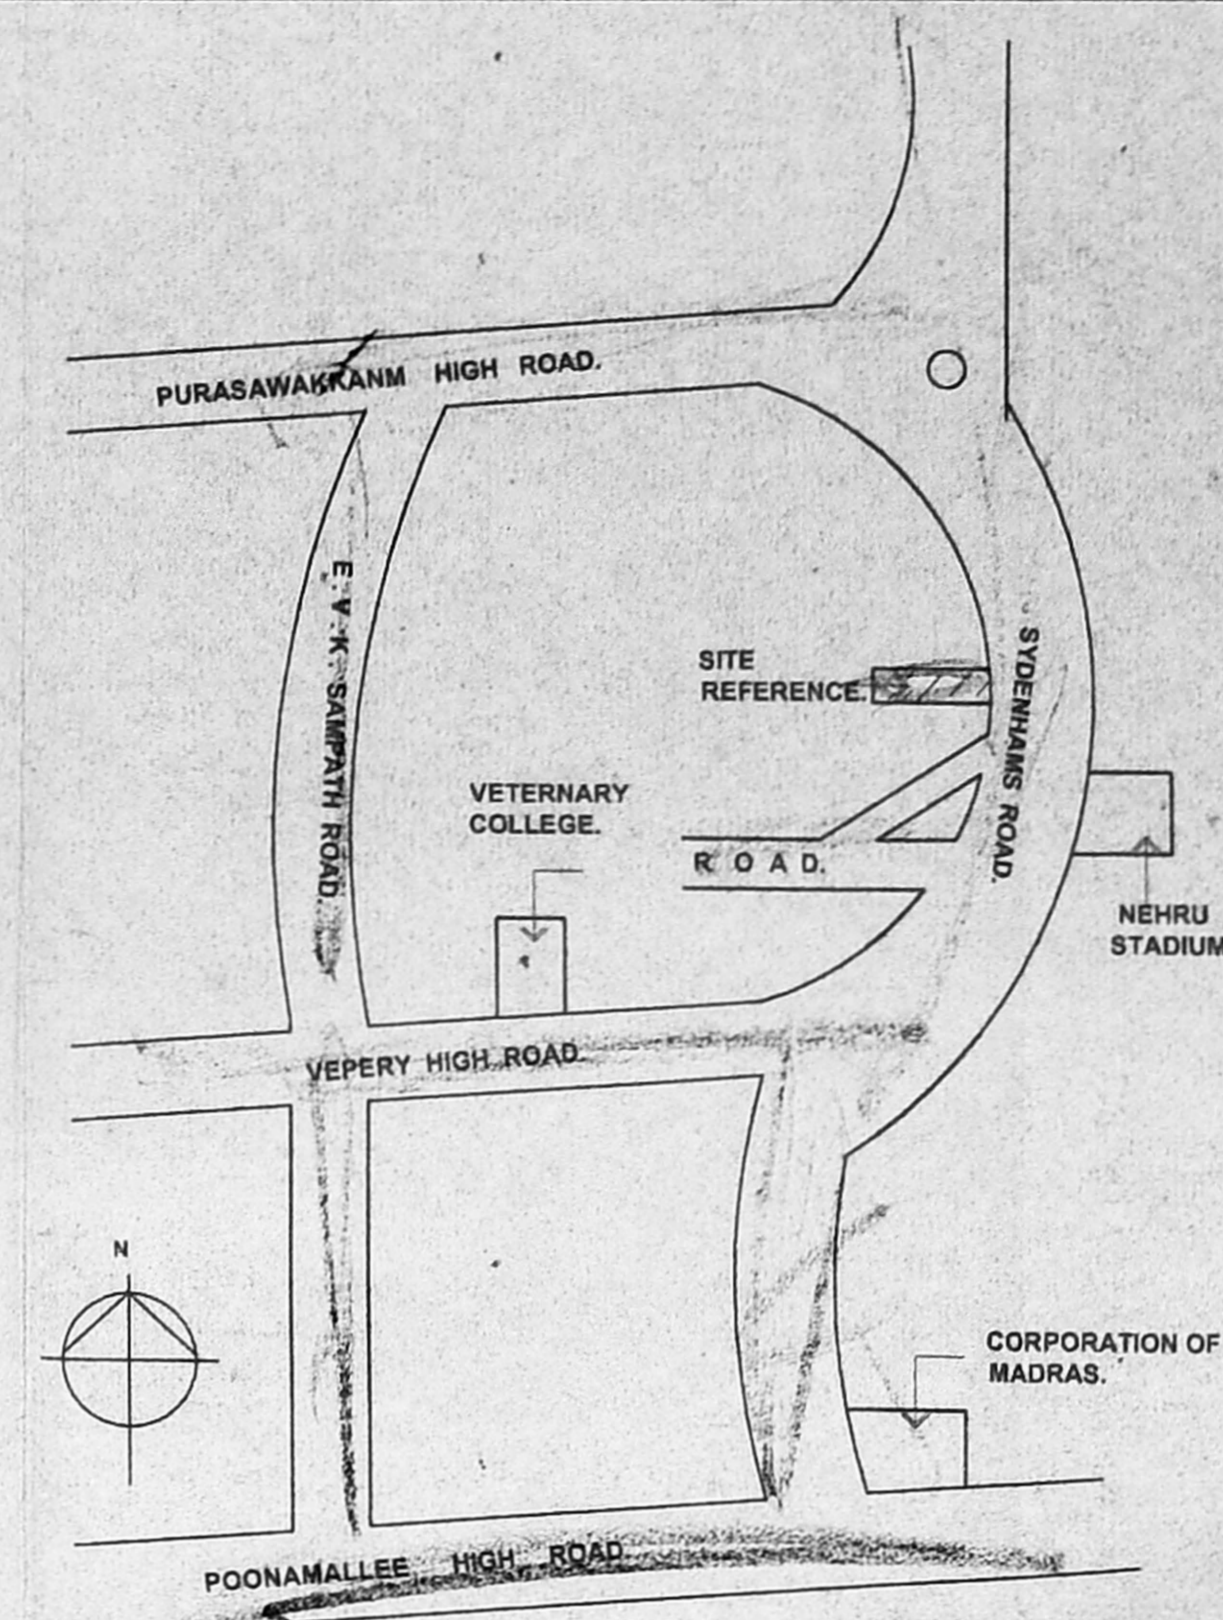 PURASAWAKKANM HIGH ROAD.
E.V.K. SAMPATH ROAD.
SITE
REFERENCE.
SYDENHAMS ROAD.
VETERNARY
COLLEGE.
ROAD.
NEHRU
STADIUM
VEPERY HIGH ROAD.
N
CORPORATION OF
MADRAS.
POONAMALLEE HIGH ROAD.